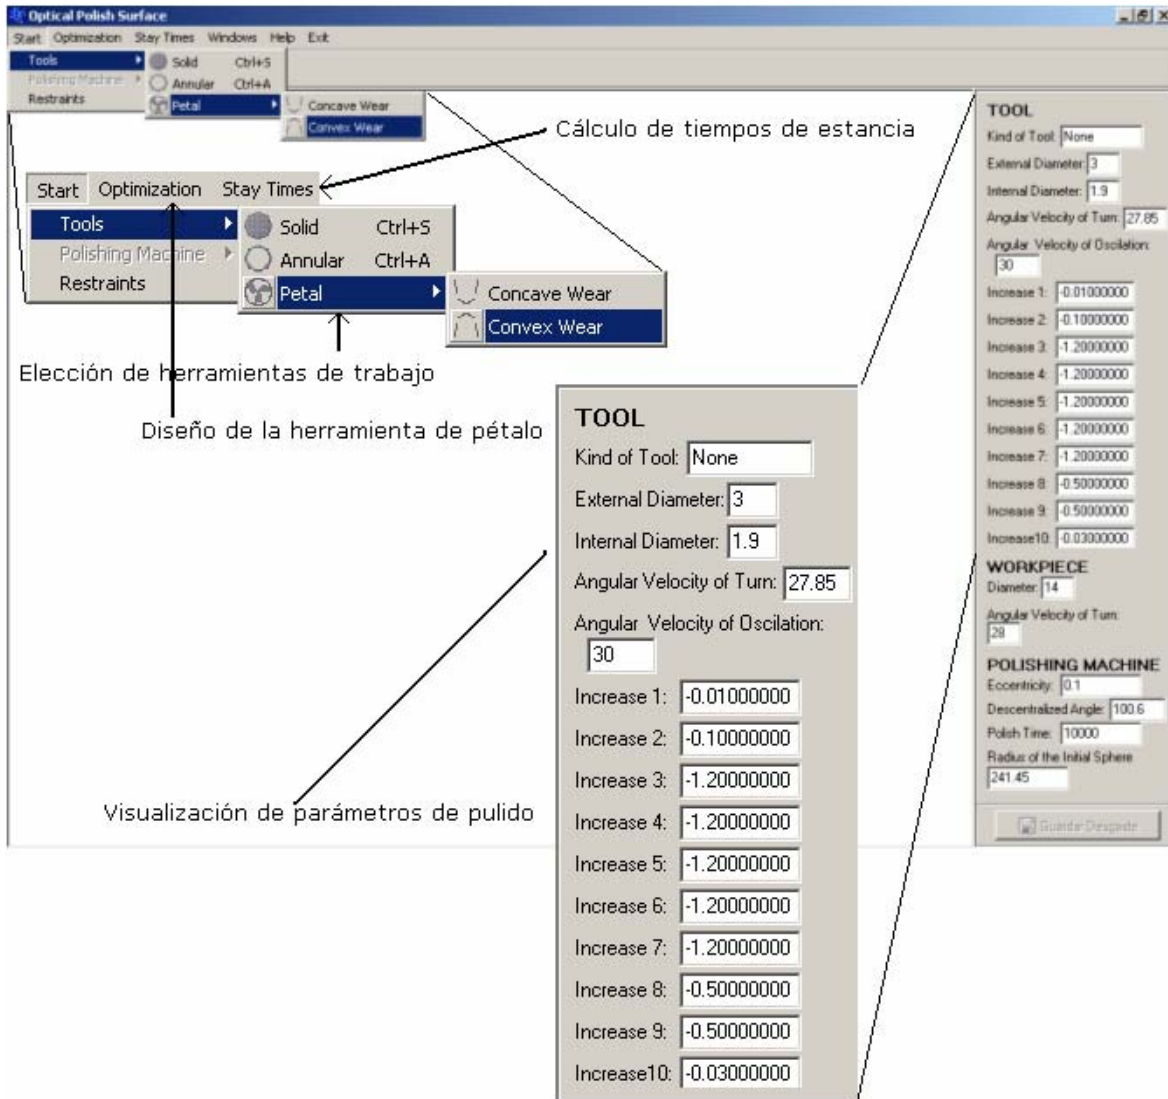 Optical Polish Surface
Start Optimization Stay Times Windows Help Exit
Tools
Polishing Machine
Restraints
Solid Ctrl+S
Annular Ctrl+A
Petal
Concave Wear
Convex Wear
Cálculo de tiempos de estancia
Start Optimization Stay Times
Tools
Polishing Machine
Restraints
Solid Ctrl+S
Annular Ctrl+A
Petal
Concave Wear
Convex Wear
Elección de herramientas de trabajo
Diseño de la herramienta de pétalo
Visualización de parámetros de pulido
TOOL
Kind of Tool: None
External Diameter: 3
Internal Diameter: 1.9
Angular Velocity of Turn: 27.85
Angular Velocity of Oscilation:
30
Increase 1: -0.01000000
Increase 2: -0.10000000
Increase 3: -1.20000000
Increase 4: -1.20000000
Increase 5: -1.20000000
Increase 6: -1.20000000
Increase 7: -1.20000000
Increase 8: -0.50000000
Increase 9: -0.50000000
Increase10: -0.03000000
TOOL
Kind of Tool: None
External Diameter: 3
Internal Diameter: 1.9
Angular Velocity of Turn: 27.85
Angular Velocity of Oscilation:
30
Increase 1: -0.01000000
Increase 2: -0.10000000
Increase 3: -1.20000000
Increase 4: -1.20000000
Increase 5: -1.20000000
Increase 6: -1.20000000
Increase 7: -1.20000000
Increase 8: -0.50000000
Increase 9: -0.50000000
Increase10: -0.03000000
WORKPIECE
Diameter: 14
Angular Velocity of Turn:
28
POLISHING MACHINE
Eccentricity: 0.1
Descentralized Angle: 100.6
Polish Time: 10000
Radius of the Initial Sphere
241.45
Guardar Desgaste